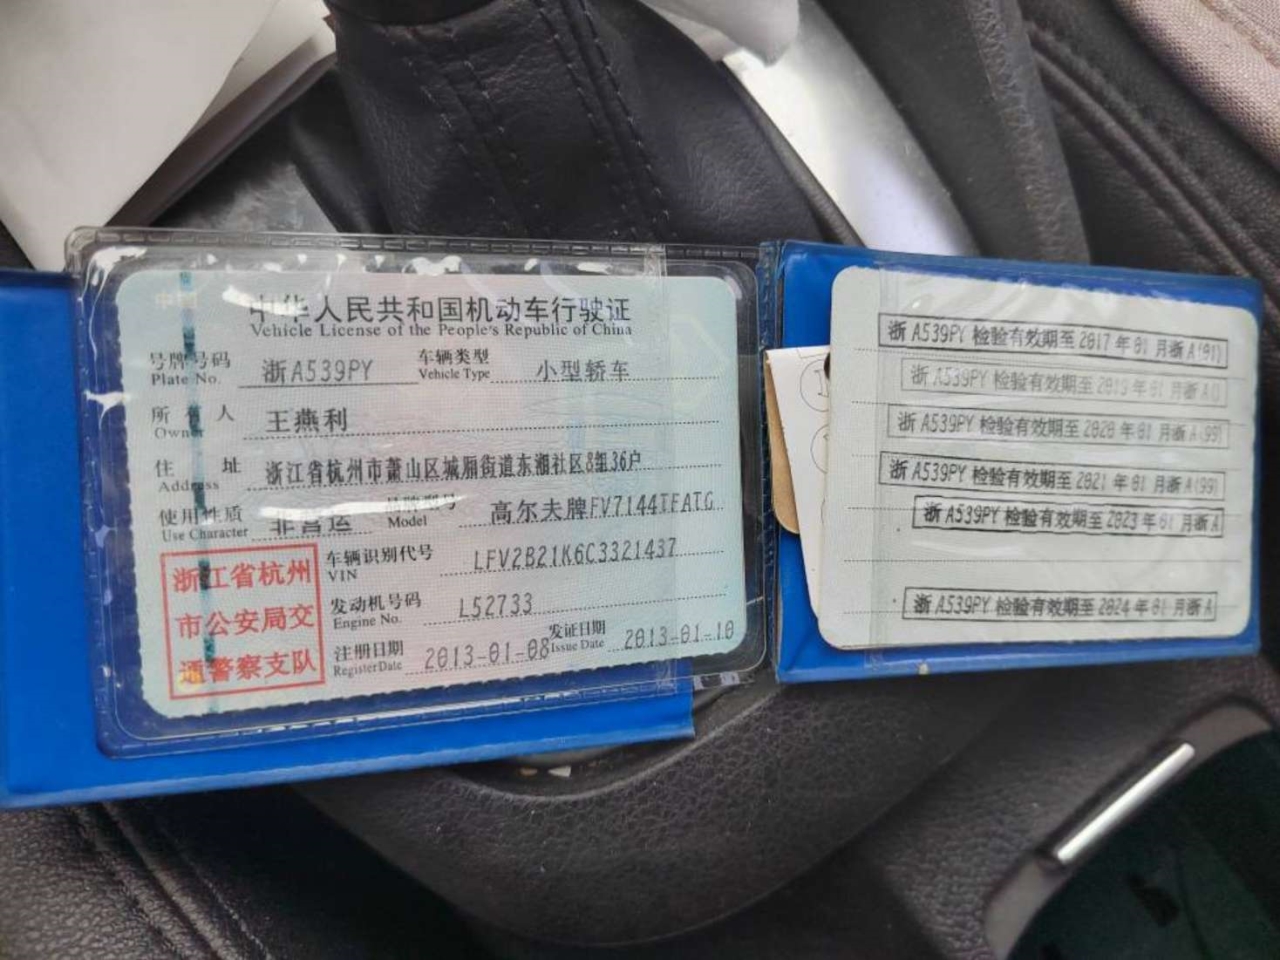 中华人民共和国机动车行驶证
Vehicle License of the People's Republic of China
号牌号码 Plate No. 浙A539PY 车辆类型 Vehicle Type 小型轿车
所有人 Owner 王燕利
住址 Address 浙江省杭州市萧山区城厢街道东湘社区8组36户
使用性质 Use Character 非营运 品牌型号 Model 高尔夫牌FV7144TFATG
车辆识别代号 VIN LFV2B21K6C3321437
发动机号码 Engine No. L52733
注册日期 Register Date 2013-01-08 发证日期 Issue Date 2013-01-10
浙江省杭州
市公安局交
通警察支队
浙A539PY 检验有效期至 2017年01月浙A(91)
浙A539PY 检验有效期至 01月浙A
浙A539PY 检验有效期至 2020年01月浙A(99)
浙A539PY 检验有效期至 2021年01月浙A(99)
浙A539PY 检验有效期至 2023年01月浙A
浙A539PY 检验有效期至 2024年01月浙A